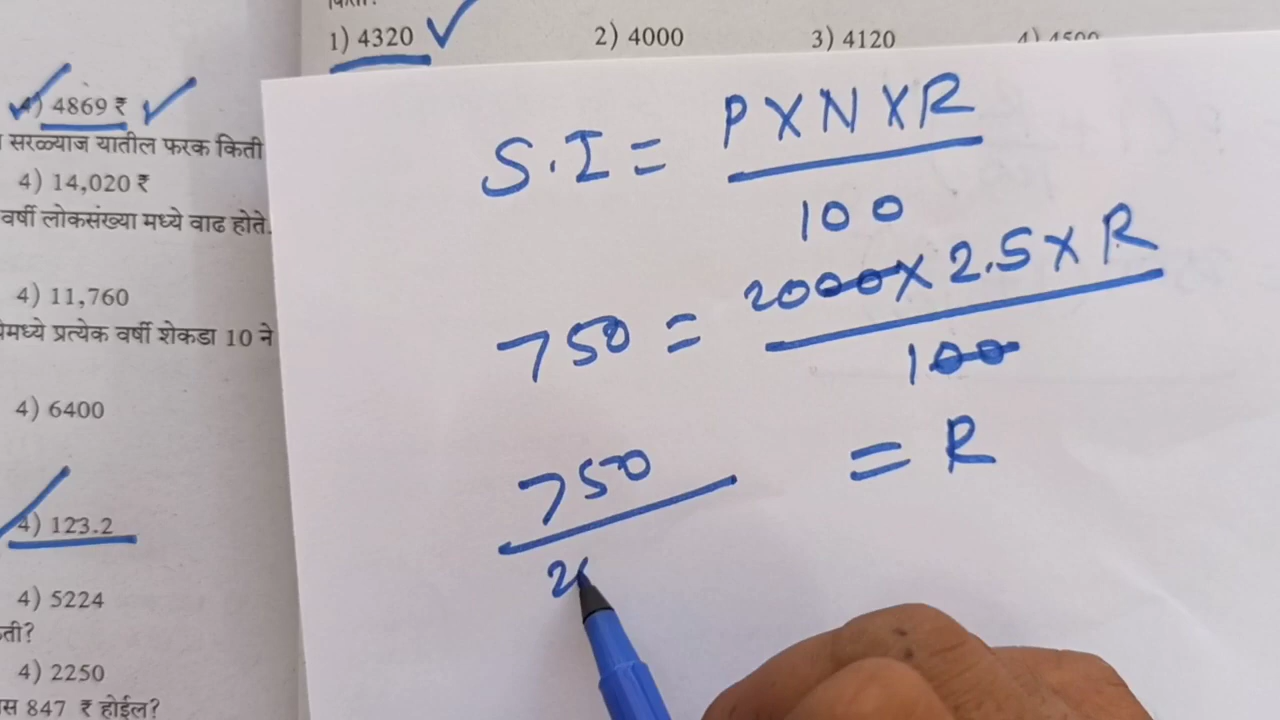 1) 4320 2) 4000 3) 4120 4) 4500
4) 4869 ₹
सरळव्याज यातील फरक किती
4) 14,020 ₹
वर्षी लोकसंख्या मध्ये वाढ होते.
4) 11,760
मध्ये प्रत्येक वर्षी शेकडा 10 ने
4) 6400
4) 123.2
4) 5224
4) 2250
847 ₹ होईल?
S.I = P X N X R
100
750 = 2000 X 2.5 X R
100
750 = R
2